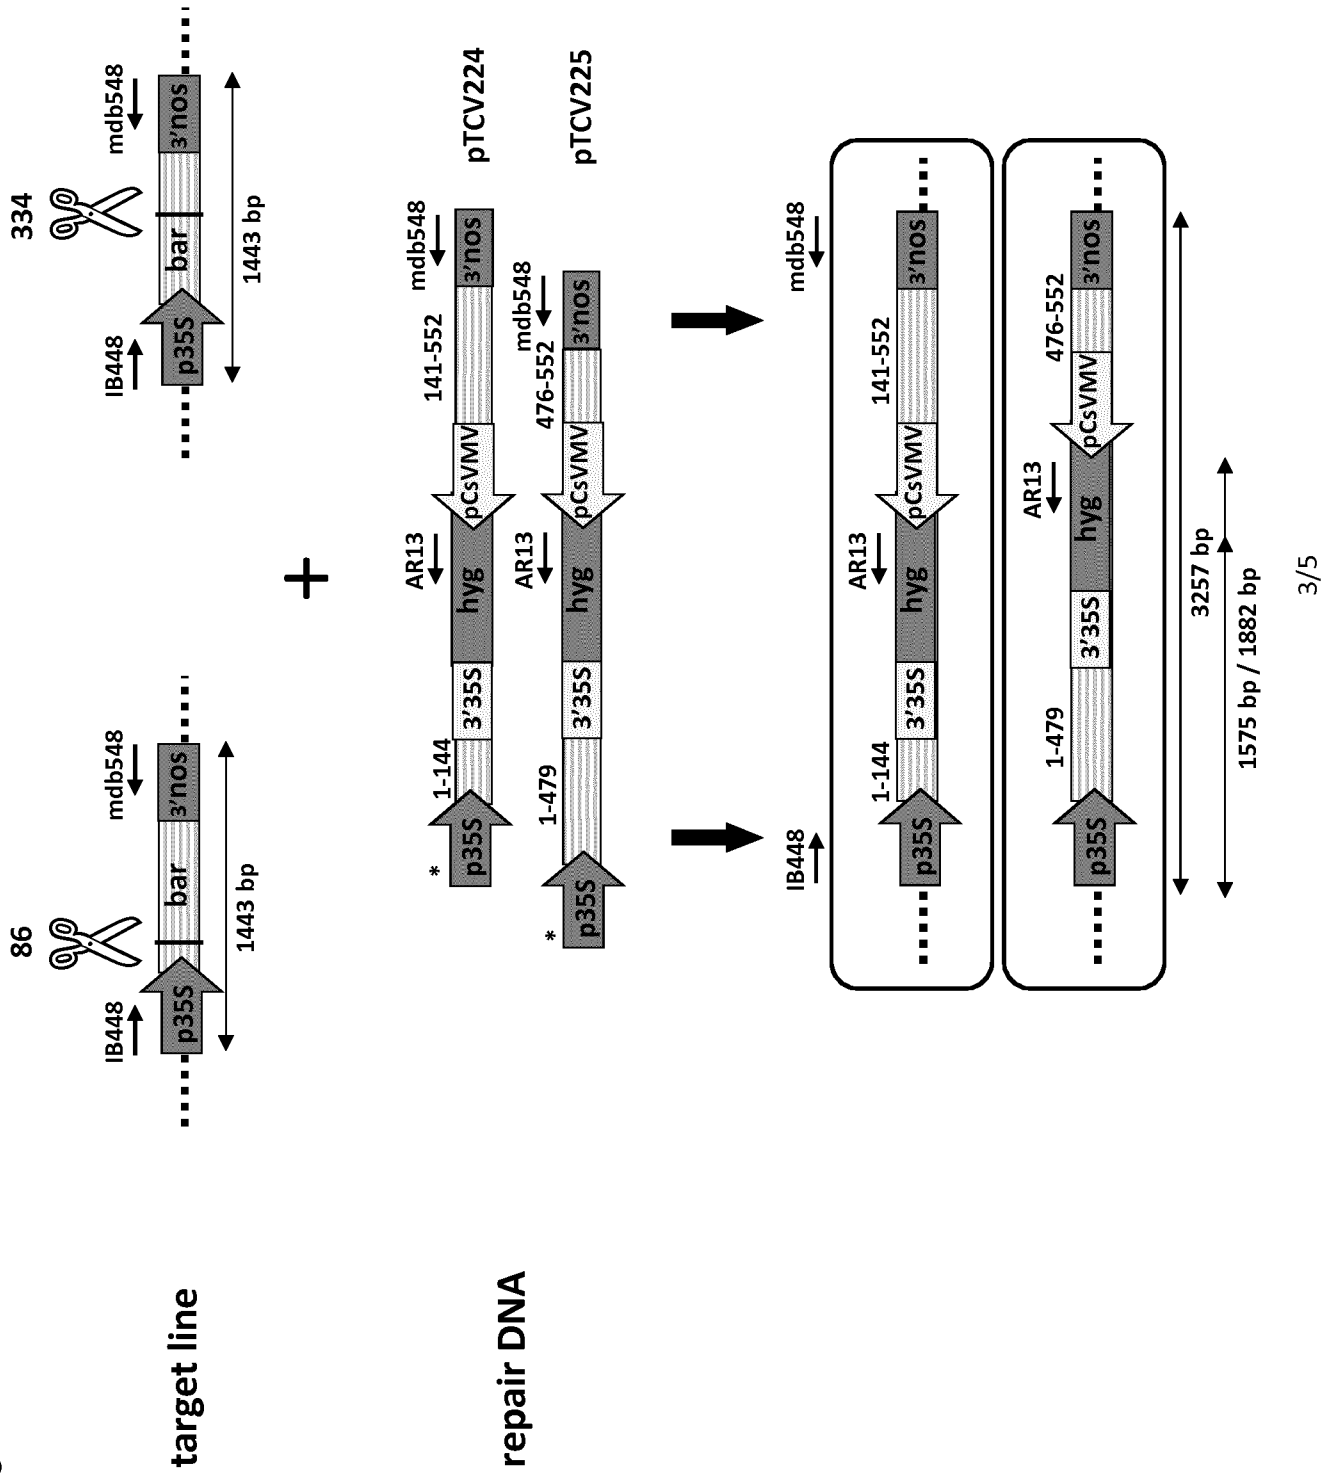 86
334
IB448
mdb548
IB448
mdb548
target line
p35S
bar
3'nos
p35S
bar
3'nos
1443 bp
1443 bp
+
AR13
mdb548
*
1-144
141-552
p35S
3'35S
hyg
pCsVMV
3'nos
pTCV224
repair DNA
AR13
mdb548
*
1-479
476-552
p35S
3'35S
hyg
pCsVMV
3'nos
pTCV225
IB448
AR13
mdb548
1-144
141-552
p35S
3'35S
hyg
pCsVMV
3'nos
AR13
1-479
476-552
p35S
3'35S
hyg
pCsVMV
3'nos
3257 bp
1575 bp / 1882 bp
3/5